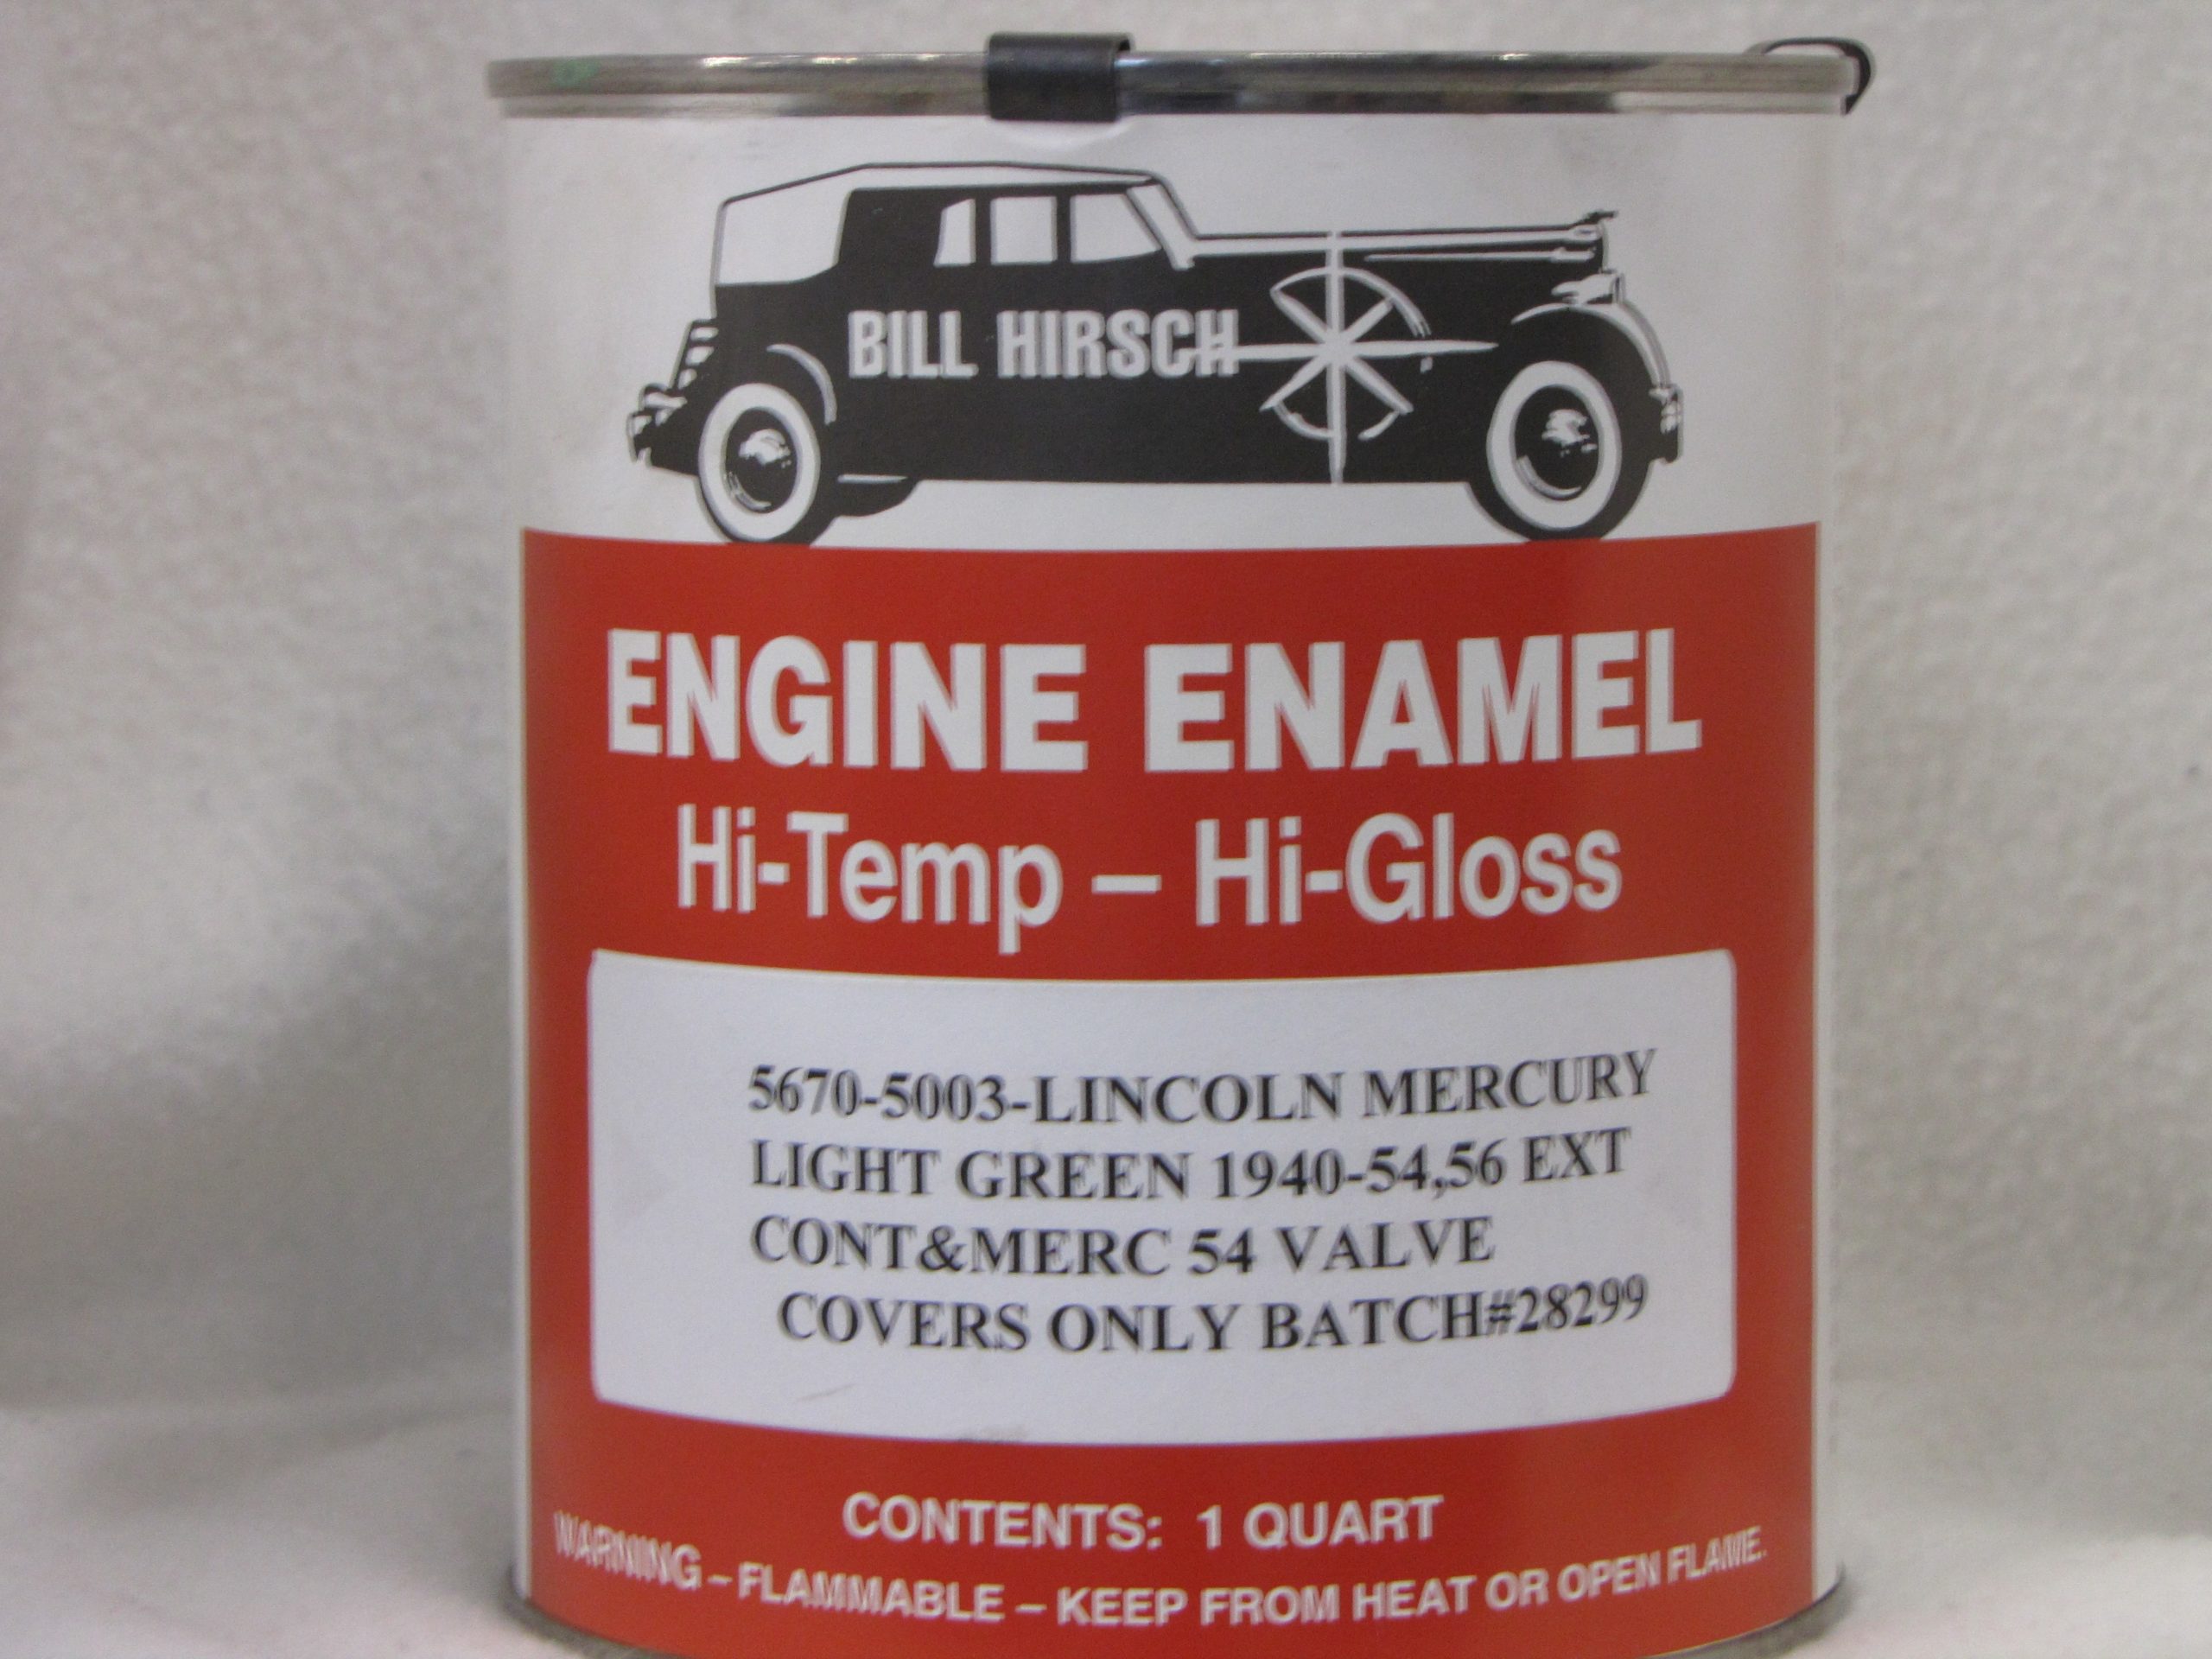 BILL HIRSCH
ENGINE ENAMEL
Hi-Temp – Hi-Gloss
5670-5003-LINCOLN MERCURY
LIGHT GREEN 1940-54,56 EXT
CONT&MERC 54 VALVE
COVERS ONLY BATCH#28299
CONTENTS: 1 QUART
WARNING – FLAMMABLE – KEEP FROM HEAT OR OPEN FLAME.